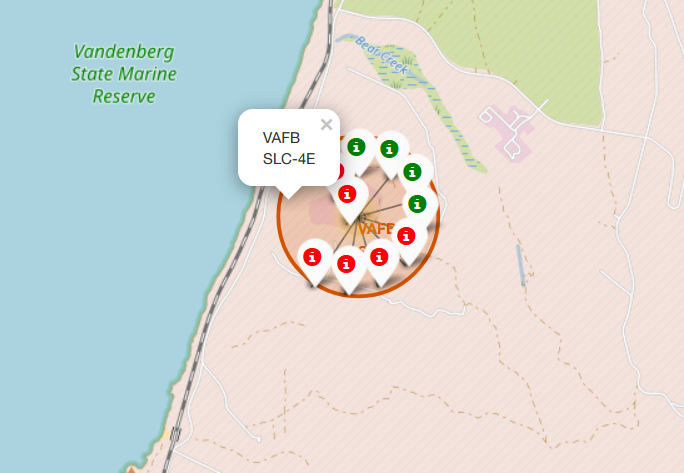 Vandenberg
State Marine
Reserve
Bear Creek
VAFB
SLC-4E
×
VAFB